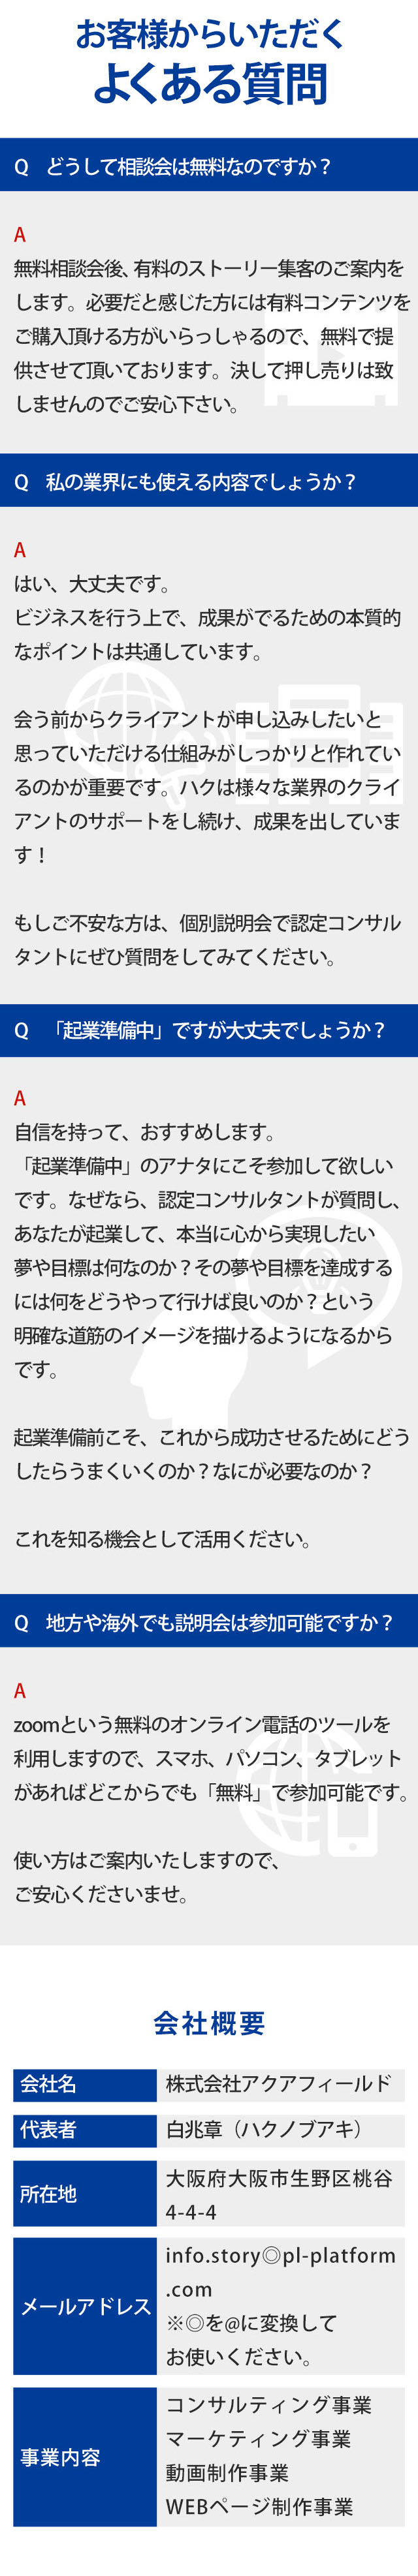 お客様からいただく
よくある質問
Q どうして相談会は無料なのですか？
A
無料相談会後、有料のストーリー集客のご案内を
します。必要だと感じた方には有料コンテンツを
ご購入頂ける方がいらっしゃるので、無料で提
供させて頂いております。決して押し売りは致
しませんのでご安心下さい。
Q 私の業界にも使える内容でしょうか？
A
はい、大丈夫です。
ビジネスを行う上で、成果がでるための本質的
なポイントは共通しています。
会う前からクライアントが申し込みしたいと
思っていただける仕組みがしっかりと作れてい
るのかが重要です。ハクは様々な業界のクライ
アントのサポートをし続け、成果を出していま
す！
もしご不安な方は、個別説明会で認定コンサル
タントにぜひ質問をしてみてください。
Q 「起業準備中」ですが大丈夫でしょうか？
A
自信を持って、おすすめします。
「起業準備中」のアナタにこそ参加して欲しい
です。なぜなら、認定コンサルタントが質問し、
あなたが起業して、本当に心から実現したい
夢や目標は何なのか？その夢や目標を達成する
には何をどうやって行けば良いのか？という
明確な道筋のイメージを描けるようになるから
です。
起業準備前こそ、これから成功させるためにどう
したらうまくいくのか？なにが必要なのか？
これを知る機会として活用ください。
Q 地方や海外でも説明会は参加可能ですか？
A
zoomという無料のオンライン電話のツールを
利用しますので、スマホ、パソコン、タブレット
があればどこからでも「無料」で参加可能です。
使い方はご案内いたしますので、
ご安心くださいませ。
会社概要
会社名 株式会社アクアフィールド
代表者 白兆章（ハクノブアキ）
所在地 大阪府大阪市生野区桃谷
4-4-4
メールアドレス info.story◎pl-platform
.com
※◎を@に変換して
お使いください。
事業内容 コンサルティング事業
マーケティング事業
動画制作事業
WEBページ制作事業